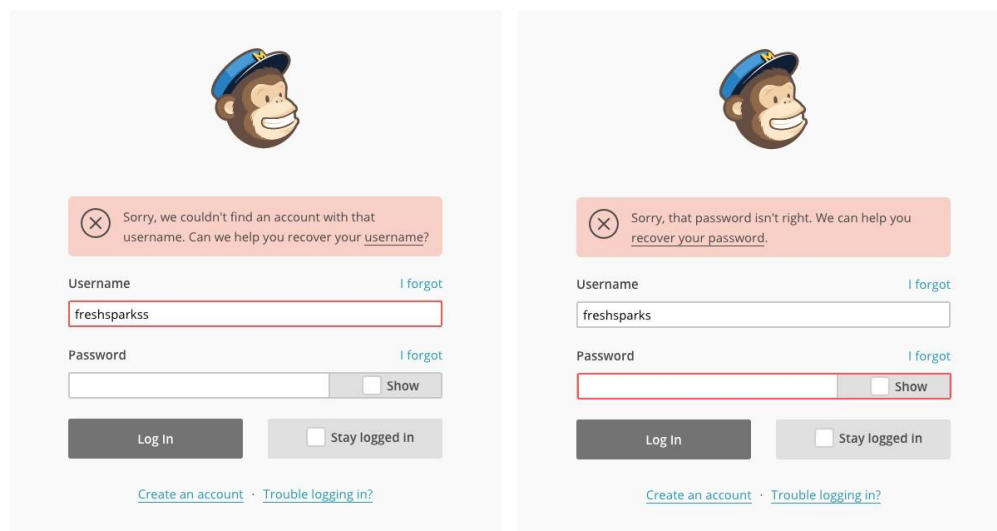 Sorry, we couldn't find an account with that
username. Can we help you recover your username?
Username I forgot
freshsparkss
Password I forgot
Show
Log In Stay logged in
Create an account · Trouble logging in?
M
Sorry, that password isn't right. We can help you
recover your password.
Username I forgot
freshsparks
Password I forgot
Show
Log In Stay logged in
Create an account · Trouble logging in?